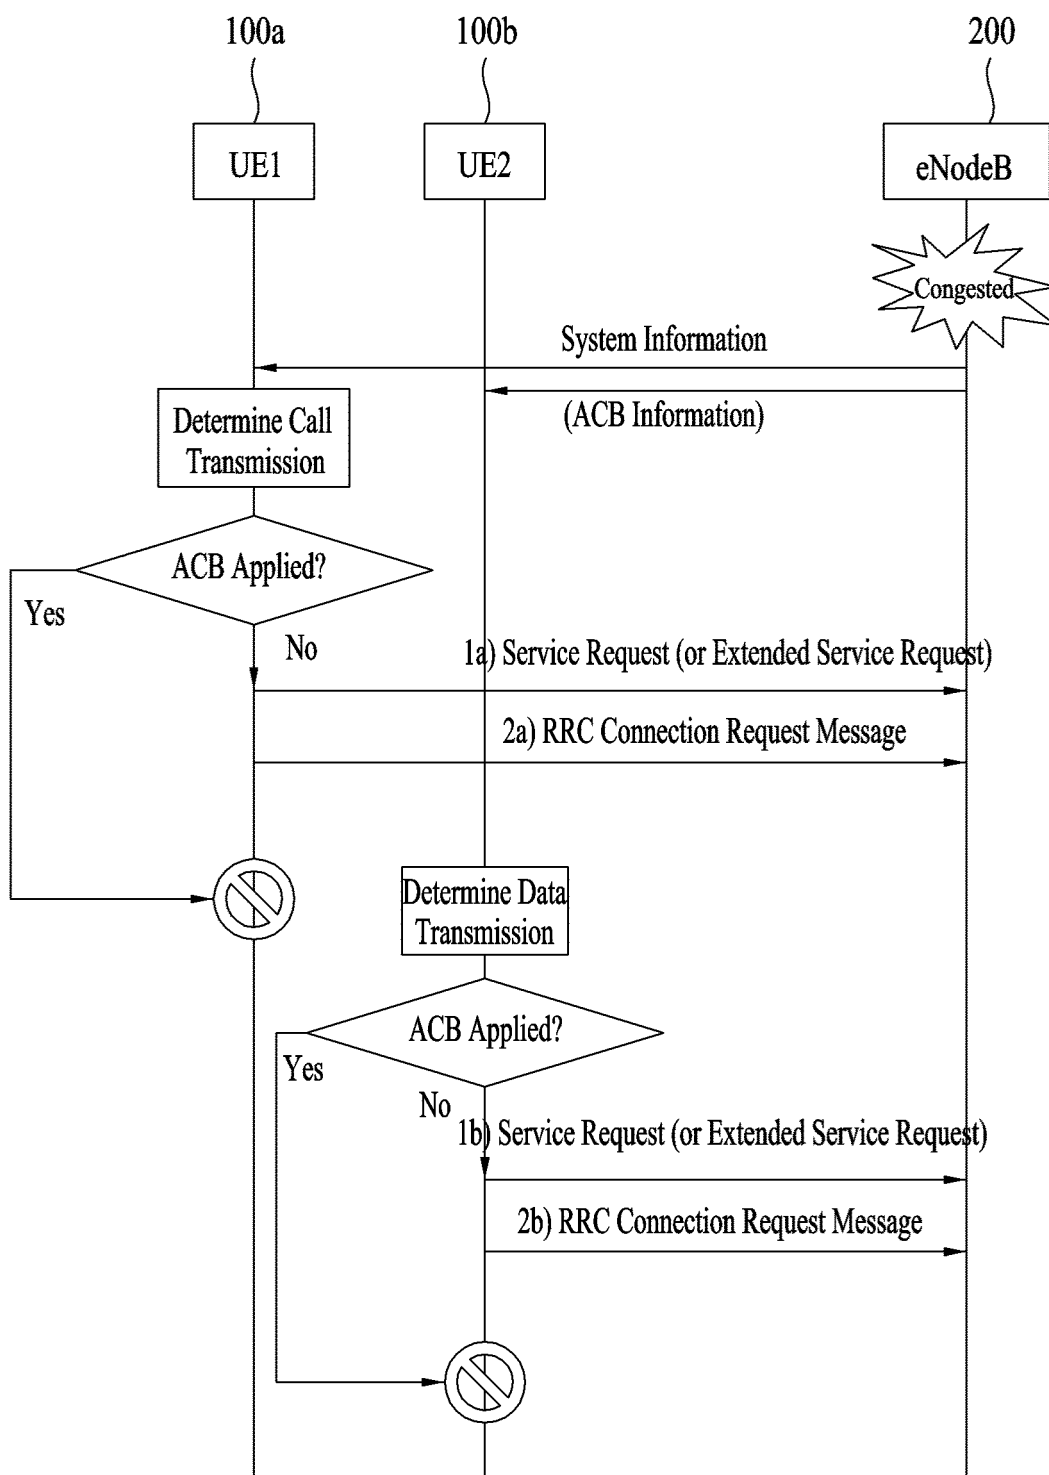 100a
100b
200
UE1
UE2
eNodeB
Congested
System Information
(ACB Information)
Determine Call
Transmission
ACB Applied?
Yes
No
1a) Service Request (or Extended Service Request)
2a) RRC Connection Request Message
Determine Data
Transmission
ACB Applied?
Yes
No
1b) Service Request (or Extended Service Request)
2b) RRC Connection Request Message